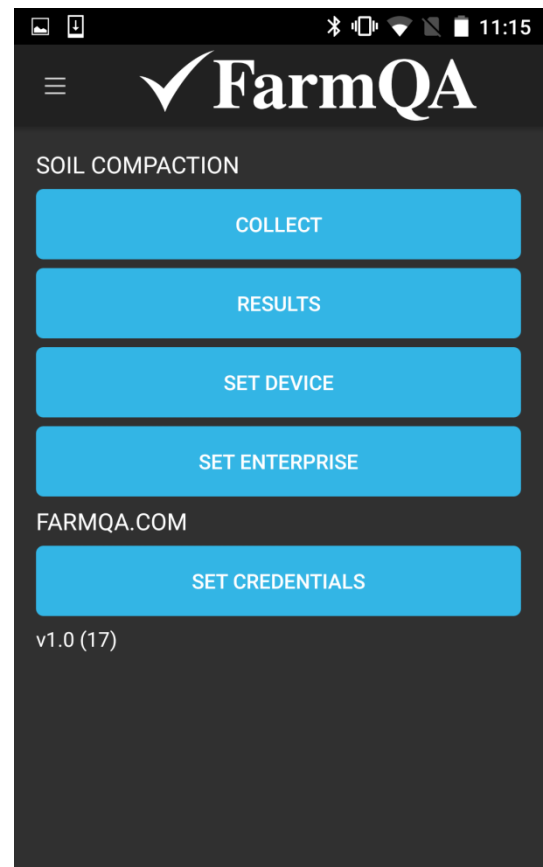 11:15
FarmQA
SOIL COMPACTION
COLLECT
RESULTS
SET DEVICE
SET ENTERPRISE
FARMQA.COM
SET CREDENTIALS
v1.0 (17)